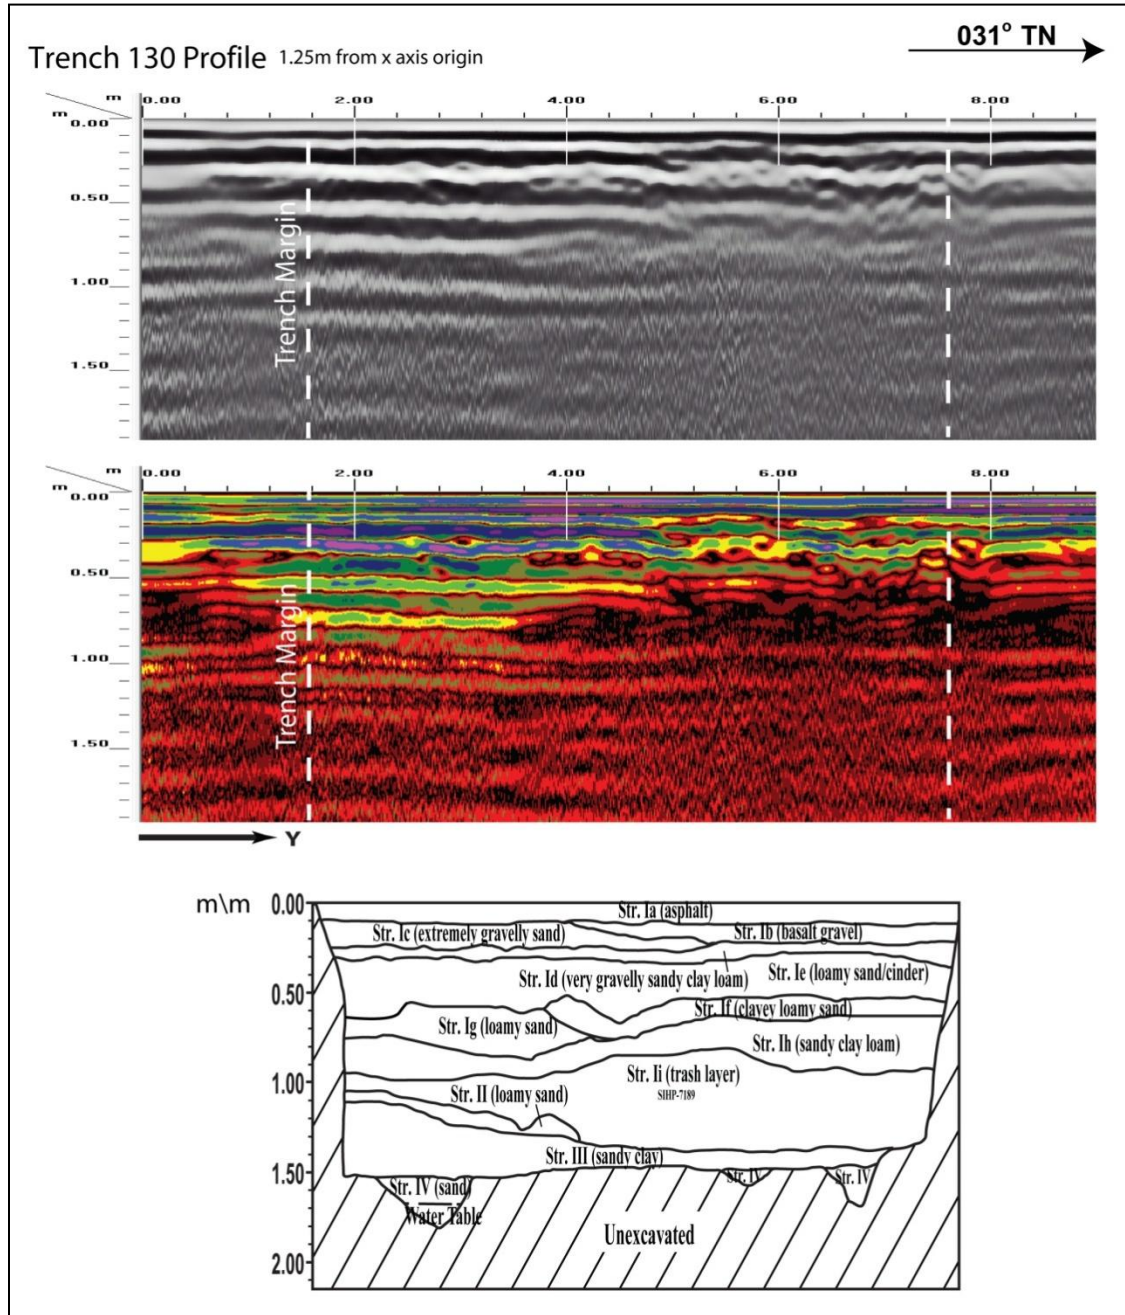 Trench 130 Profile 1.25m from x axis origin
031° TN
m 0.00 2.00 4.00 6.00 8.00
m 0.00
0.50
1.00
1.50
Trench Margin
m 0.00 2.00 4.00 6.00 8.00
m 0.00
0.50
1.00
1.50
Trench Margin
Y
m\m
0.00
0.50
1.00
1.50
2.00
Str. Ia (asphalt)
Str. Ic (extremely gravelly sand)
Str. Ib (basalt gravel)
Str. Id (very gravelly sandy clay loam)
Str. Ie (loamy sand/cinder)
Str. If (clayey loamy sand)
Str. Ig (loamy sand)
Str. Ih (sandy clay loam)
Str. Ii (trash layer)
SIHP-7189
Str. II (loamy sand)
Str. III (sandy clay)
Str. IV (sand)
Str. IV
Str. IV
Water Table
Unexcavated